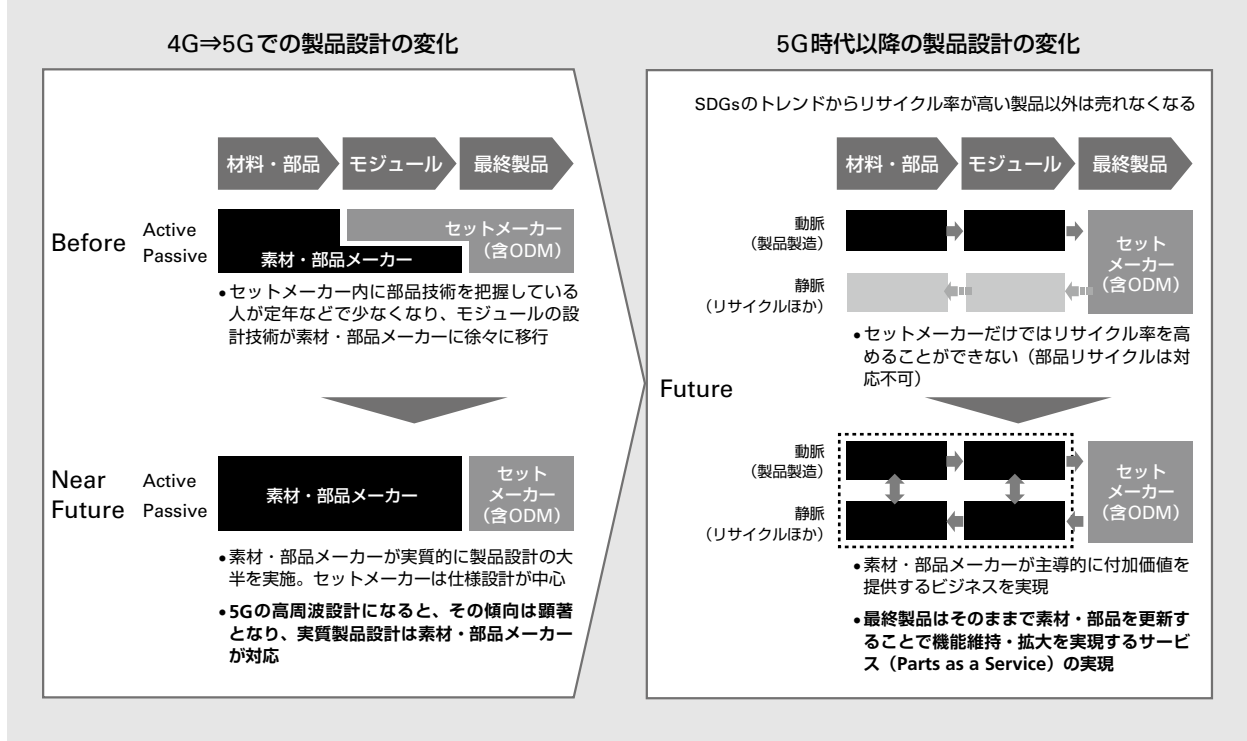 4G⇒5Gでの製品設計の変化
Before
材料・部品
モジュール
最終製品
Active
Passive
素材・部品メーカー
セットメーカー
（含ODM）
•セットメーカー内に部品技術を把握している
人が定年などで少なくなり、モジュールの設
計技術が素材・部品メーカーに徐々に移行
Near
Future
Active
Passive
素材・部品メーカー
セット
メーカー
（含ODM）
•素材・部品メーカーが実質的に製品設計の大
半を実施。セットメーカーは仕様設計が中心
•5Gの高周波設計になると、その傾向は顕著
となり、実質製品設計は素材・部品メーカー
が対応
5G時代以降の製品設計の変化
SDGsのトレンドからリサイクル率が高い製品以外は売れなくなる
材料・部品
モジュール
最終製品
Future
動脈
（製品製造）
静脈
（リサイクルほか）
セット
メーカー
（含ODM）
•セットメーカーだけではリサイクル率を高
めることができない（部品リサイクルは対
応不可）
動脈
（製品製造）
静脈
（リサイクルほか）
セット
メーカー
（含ODM）
•素材・部品メーカーが主導的に付加価値を
提供するビジネスを実現
•最終製品はそのままで素材・部品を更新す
ることで機能維持・拡大を実現するサービ
ス（Parts as a Service）の実現